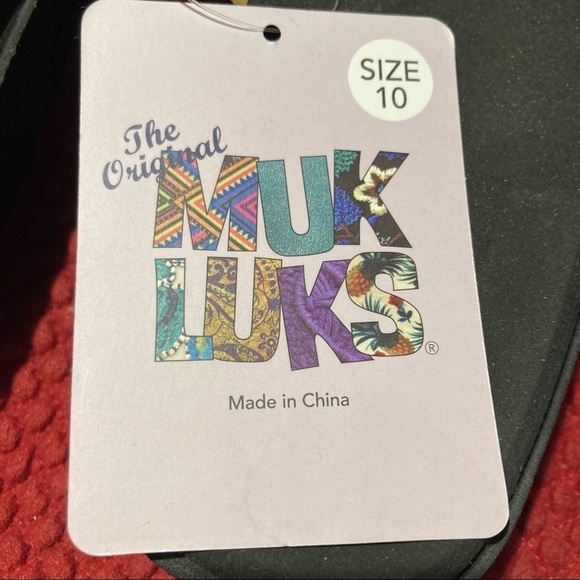 SIZE
10
The
Original
MUK
LUKS®
Made in China